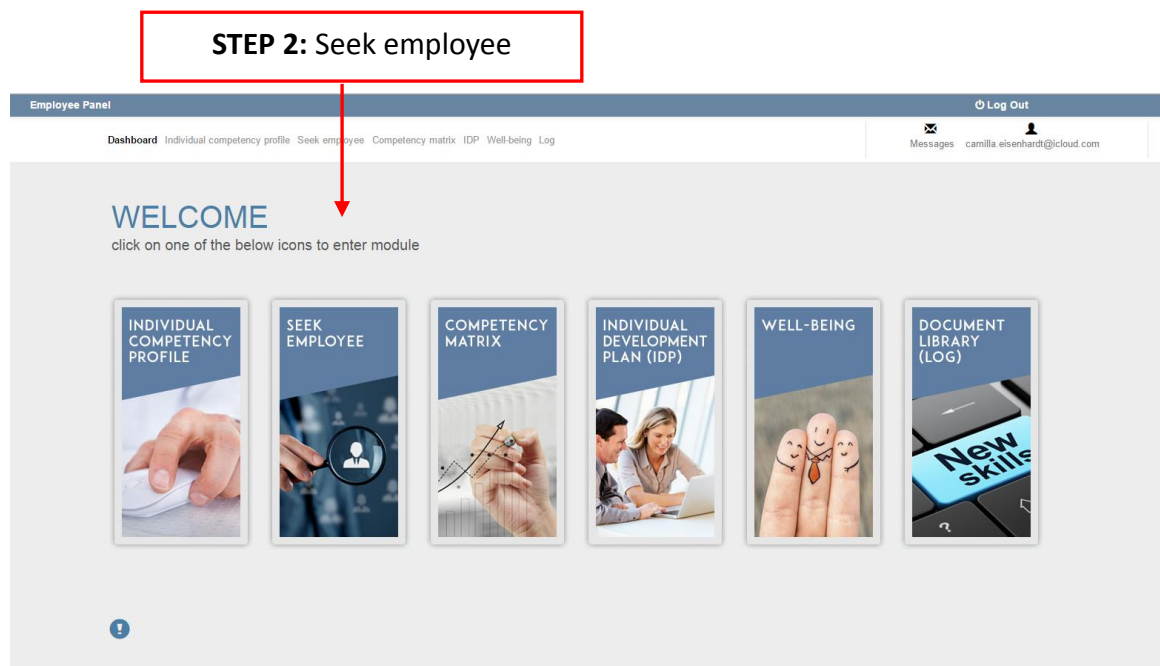 STEP 2: Seek employee
Employee Panel
Log Out
Dashboard Individual competency profile Seek employee Competency matrix IDP Well-being Log
Messages camilla.eisenhardt@icloud.com
WELCOME
click on one of the below icons to enter module
INDIVIDUAL
COMPETENCY
PROFILE
SEEK
EMPLOYEE
COMPETENCY
MATRIX
INDIVIDUAL
DEVELOPMENT
PLAN (IDP)
WELL-BEING
DOCUMENT
LIBRARY
(LOG)
New
skills
?
!